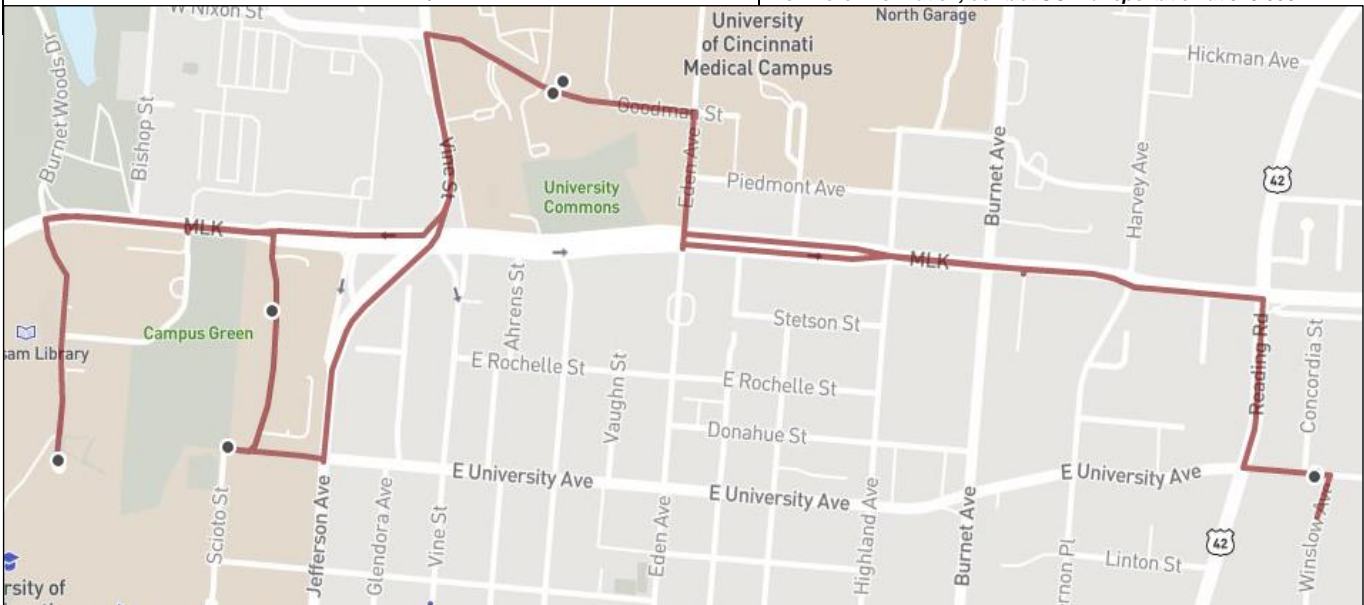 W Nixon St
University
of Cincinnati
Medical Campus
North Garage
Hickman Ave
Burnet Woods Dr
Bishop St
Vine St
Goodman St
Eden Ave
Piedmont Ave
Burnet Ave
Harvey Ave
42
University
Commons
MLK
MLK
Campus Green
sam Library
Ahrens St
Stetson St
E Rochelle St
E Rochelle St
Vaughn St
Donahue St
Reading Rd
Concordia St
E University Ave
E University Ave
E University Ave
Scioto St
Jefferson Ave
Glendora Ave
Vine St
Eden Ave
Highland Ave
Burnet Ave
rnon Pl
Linton St
42
Winslow Ave
rsity of